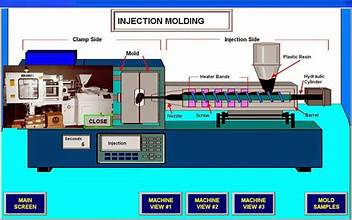 INJECTION MOLDING
Clamp Side
Injection Side
Mold
Plastic Resin
Heater Bands
Hydraulic
Cylinder
Nozzle
Screw
Barrel
CLOSE
Seconds
6
Injection
MAIN
SCREEN
MACHINE
VIEW #1
MACHINE
VIEW #2
MACHINE
VIEW #3
MOLD
SAMPLES